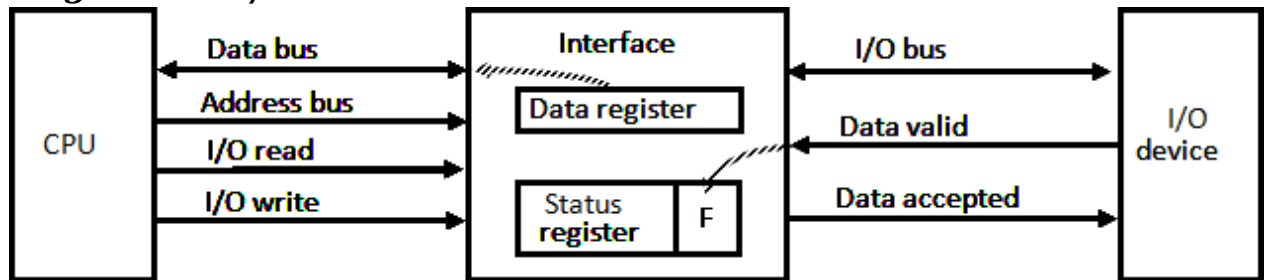 CPU
Data bus
Address bus
I/O read
I/O write
Interface
Data register
Status
register
F
I/O bus
Data valid
Data accepted
I/O
device